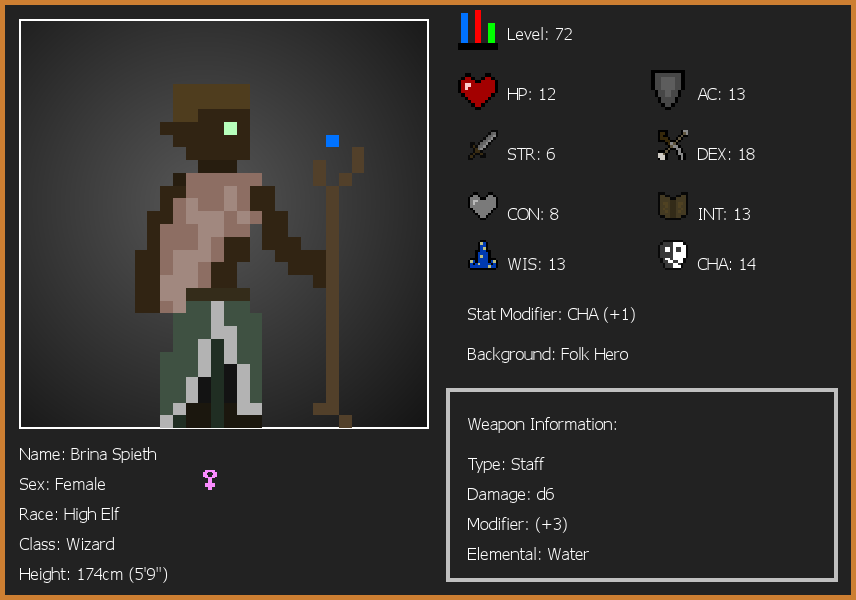 Level: 72
HP: 12
AC: 13
STR: 6
DEX: 18
CON: 8
INT: 13
WIS: 13
CHA: 14
Stat Modifier: CHA (+1)
Background: Folk Hero
Weapon Information:
Type: Staff
Damage: d6
Modifier: (+3)
Elemental: Water
Name: Brina Spieth
Sex: Female
Race: High Elf
Class: Wizard
Height: 174cm (5'9")